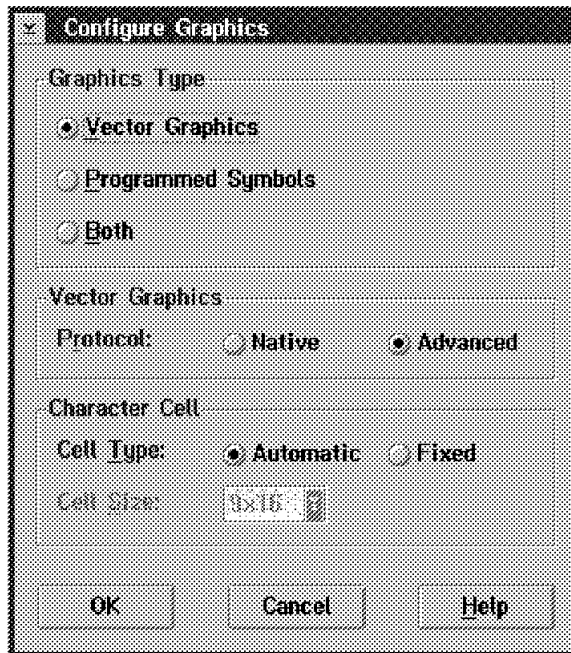 Configure Graphics
Graphics Type
Vector Graphics
Programmed Symbols
Both
Vector Graphics
Protocol: Native Advanced
Character Cell
Cell Type: Automatic Fixed
Cell Size: 9x16
OK Cancel Help